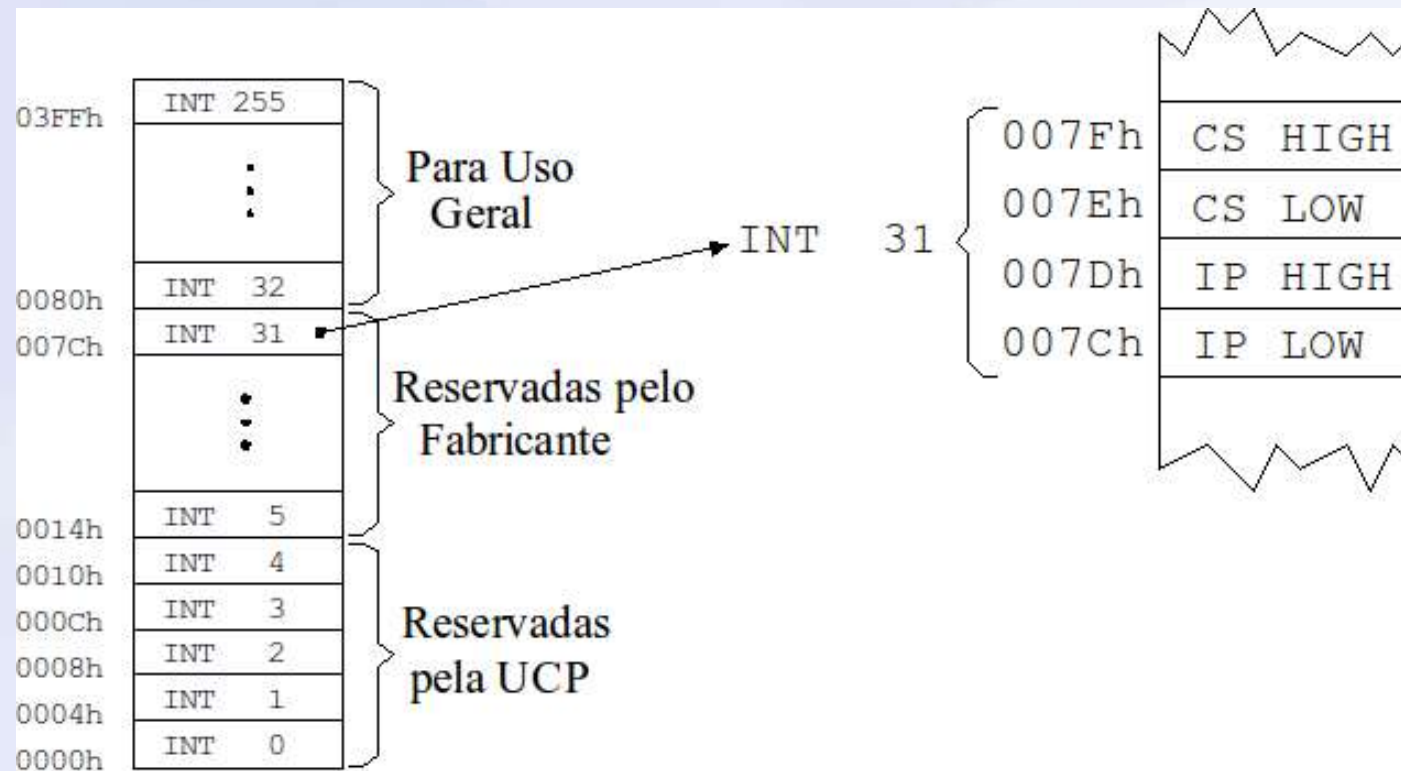 03FFh INT 255
Para Uso
Geral
0080h INT 32
007Ch INT 31
Reservadas pelo
Fabricante
0014h INT 5
0010h INT 4
000Ch INT 3
0008h INT 2
0004h INT 1
0000h INT 0
Reservadas
pela UCP
INT 31
007Fh CS HIGH
007Eh CS LOW
007Dh IP HIGH
007Ch IP LOW